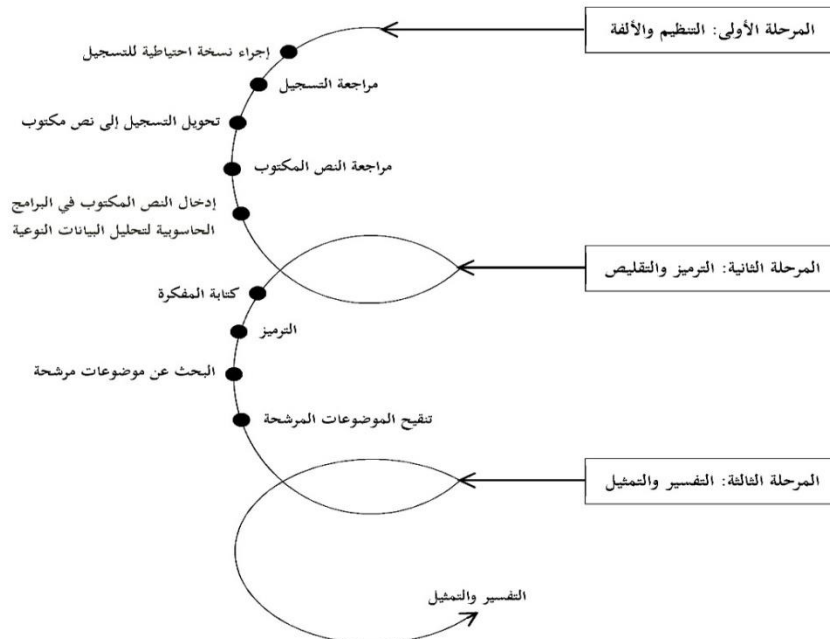 المرحلة الأولى: التنظيم والألفة
إجراء نسخة احتياطية للتسجيل
مراجعة التسجيل
تحويل التسجيل إلى نص مكتوب
مراجعة النص المكتوب
إدخال النص المكتوب في البرامج
الحاسوبية لتحليل البيانات النوعية
المرحلة الثانية: الترميز والتقليص
كتابة المفكرة
الترميز
البحث عن موضوعات مرشحة
تنقيح الموضوعات المرشحة
المرحلة الثالثة: التفسير والتمثيل
التفسير والتمثيل